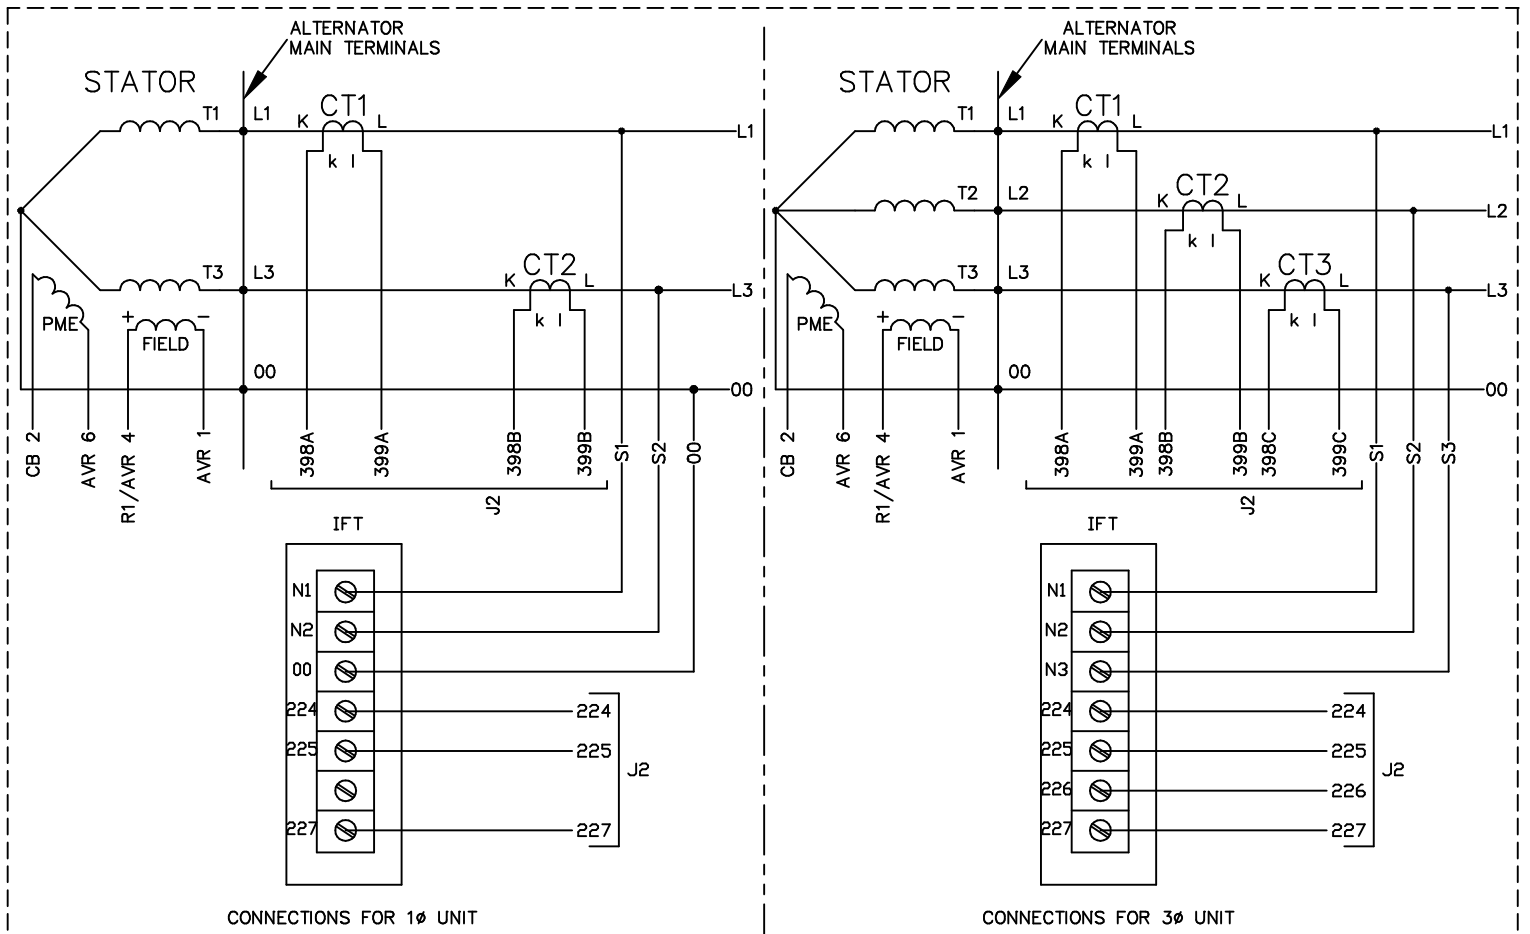 ALTERNATOR
MAIN TERMINALS
STATOR
T1
L1
CT1
K
L
k l
L1
T3
L3
CT2
K
L
k l
L3
PME
+
−
FIELD
00
00
CB 2
AVR 6
R1/AVR 4
AVR 1
398A
399A
398B
399B
S1
S2
00
J2
IFT
N1
N2
00
224
224
225
225
227
227
J2
CONNECTIONS FOR 1ø UNIT
ALTERNATOR
MAIN TERMINALS
STATOR
T1
L1
CT1
K
L
k l
L1
T2
L2
CT2
K
L
k l
L2
T3
L3
CT3
K
L
k l
L3
PME
+
−
FIELD
00
00
CB 2
AVR 6
R1/AVR 4
AVR 1
398A
399A
398B
399B
398C
399C
S1
S2
S3
J2
IFT
N1
N2
N3
224
224
225
225
226
226
227
227
J2
CONNECTIONS FOR 3ø UNIT